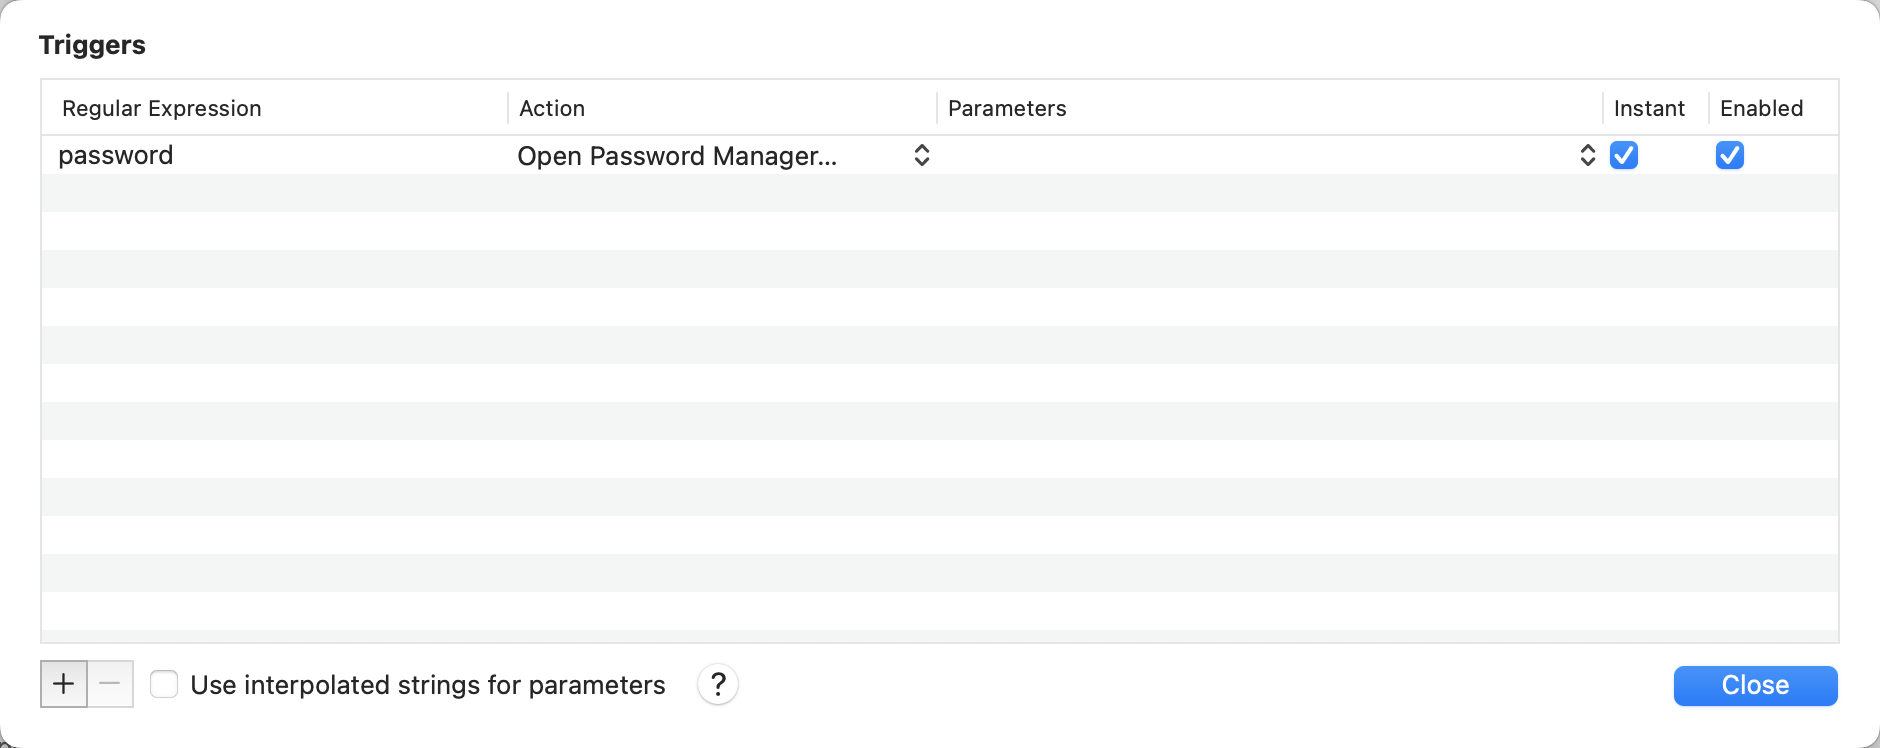 Triggers
Regular Expression Action Parameters Instant Enabled
password Open Password Manager...
+ − Use interpolated strings for parameters ? Close